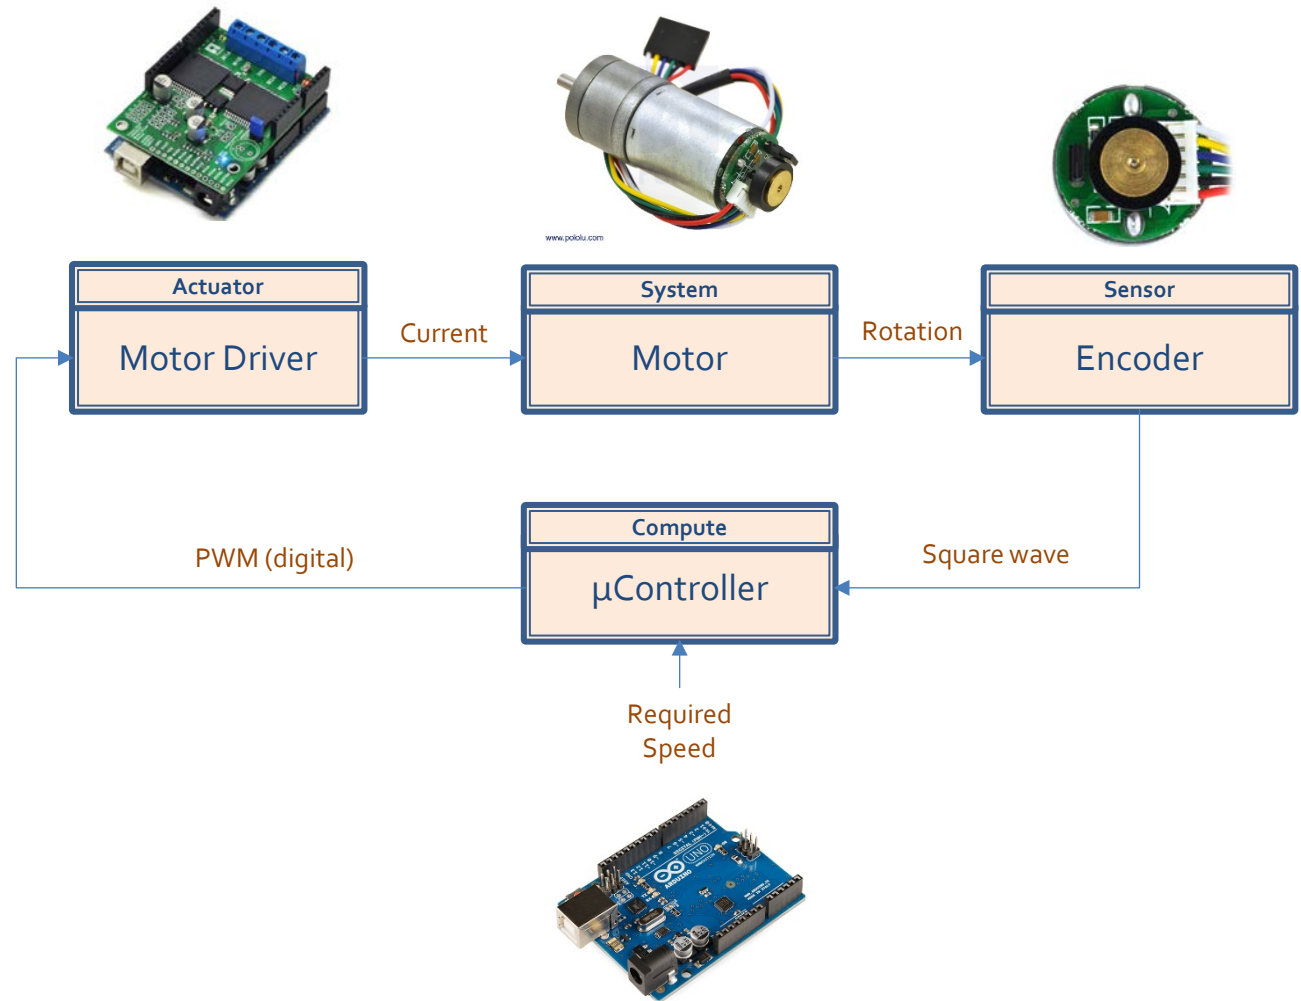 www.pololu.com
Actuator
Motor Driver
Current
System
Motor
Rotation
Sensor
Encoder
PWM (digital)
Compute
µController
Square wave
Required
Speed
UNO
ARDUINO